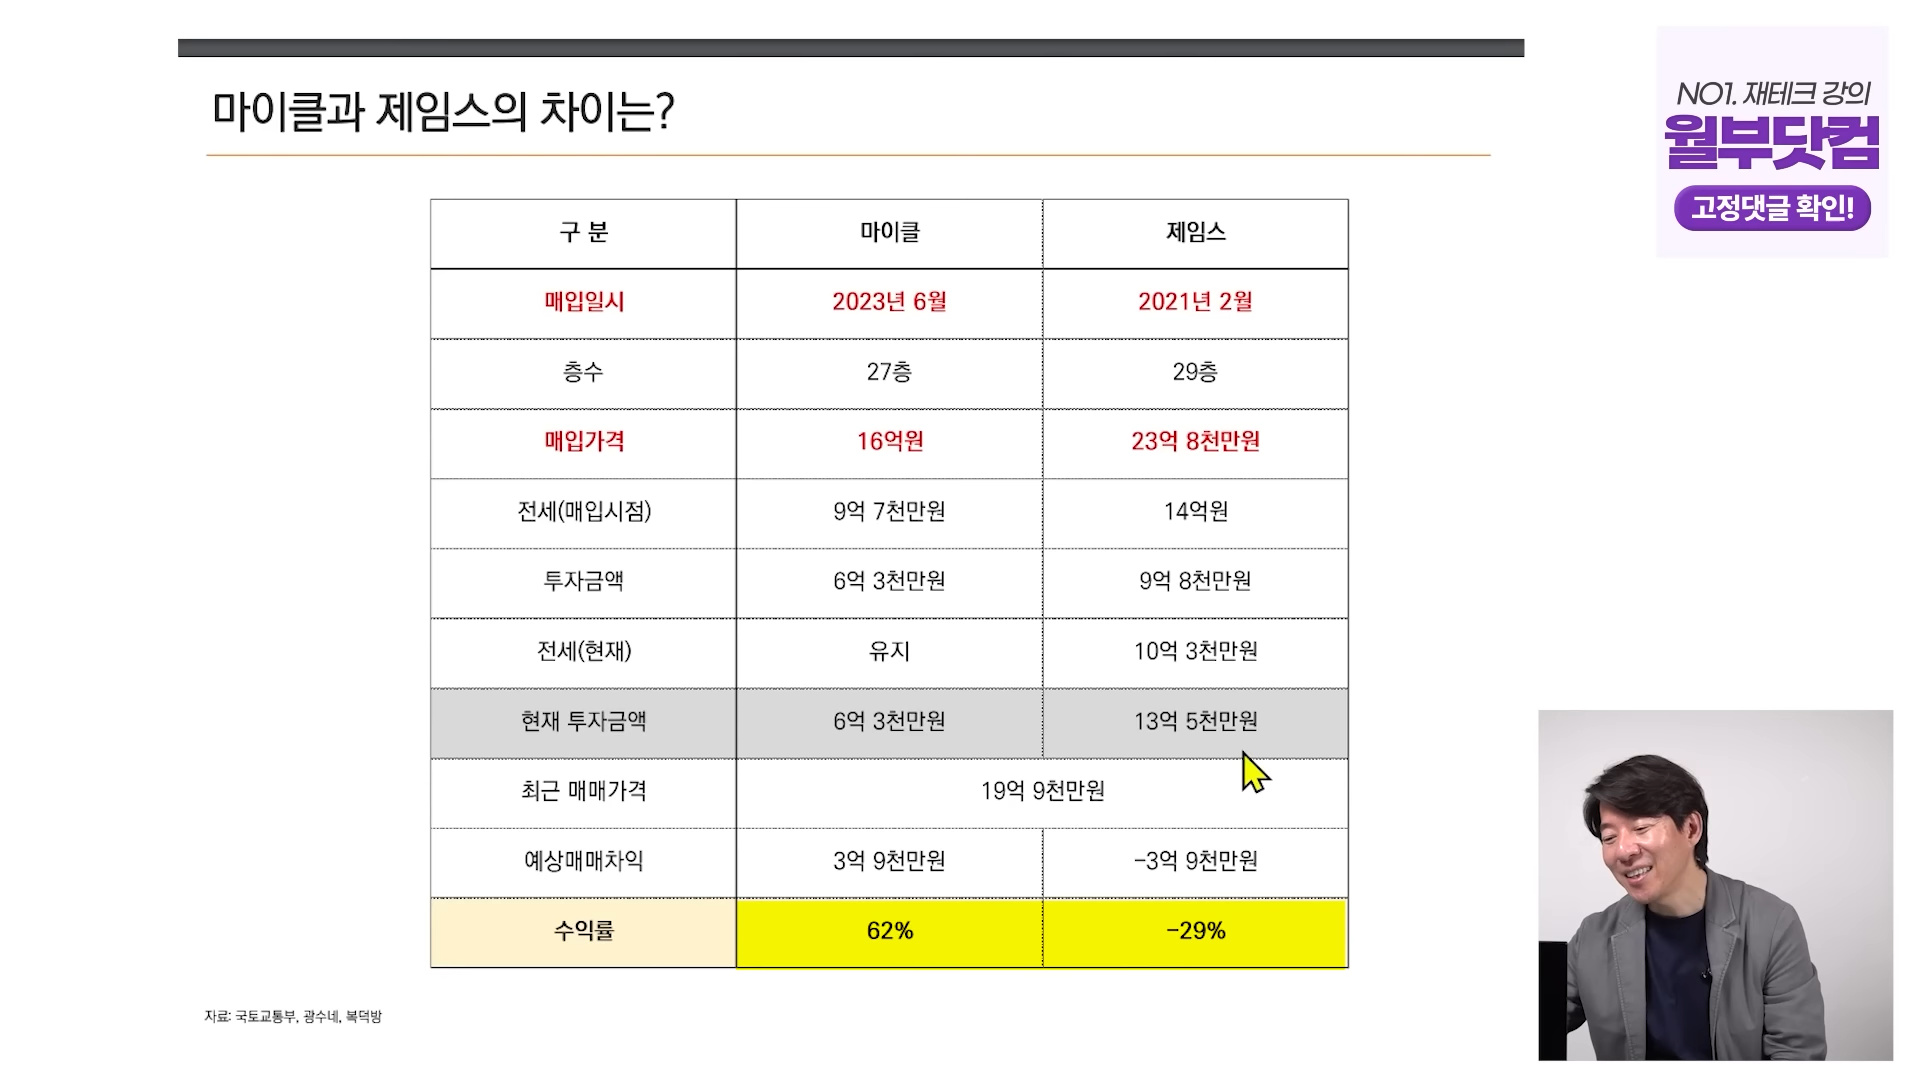 마이클과 제임스의 차이는?
NO1. 재테크 강의
월부닷컴
고정댓글 확인!
구 분 마이클 제임스
매입일시 2023년 6월 2021년 2월
층수 27층 29층
매입가격 16억원 23억 8천만원
전세(매입시점) 9억 7천만원 14억원
투자금액 6억 3천만원 9억 8천만원
전세(현재) 유지 10억 3천만원
현재 투자금액 6억 3천만원 13억 5천만원
최근 매매가격 19억 9천만원
예상매매차익 3억 9천만원 -3억 9천만원
수익률 62% -29%
자료: 국토교통부, 광수네, 복덕방